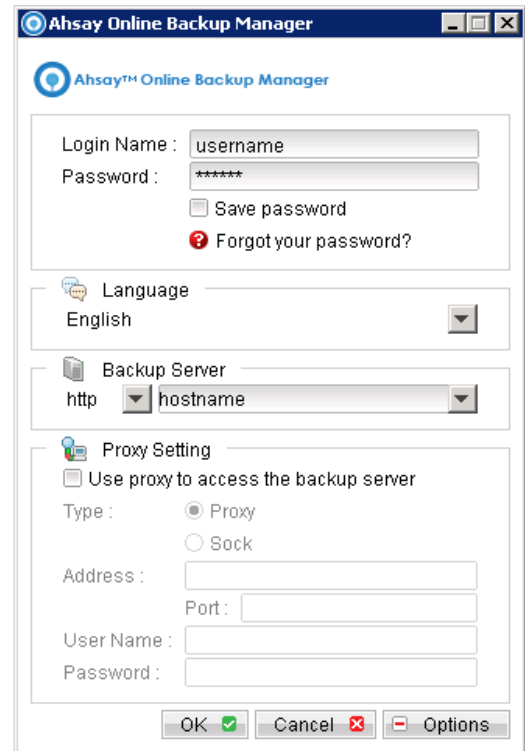 Ahsay Online Backup Manager
Ahsay™ Online Backup Manager
Login Name : username
Password : ******
Save password
Forgot your password?
Language
English
Backup Server
http hostname
Proxy Setting
Use proxy to access the backup server
Type : Proxy
Sock
Address :
Port :
User Name :
Password :
OK Cancel Options